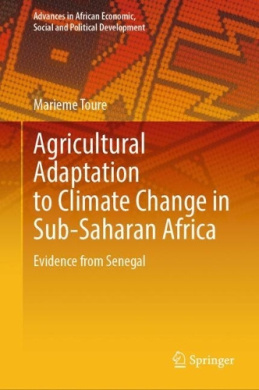 Advances in African Economic,
Social and Political Development
Marieme Toure
Agricultural
Adaptation
to Climate Change in
Sub-Saharan Africa
Evidence from Senegal
Springer